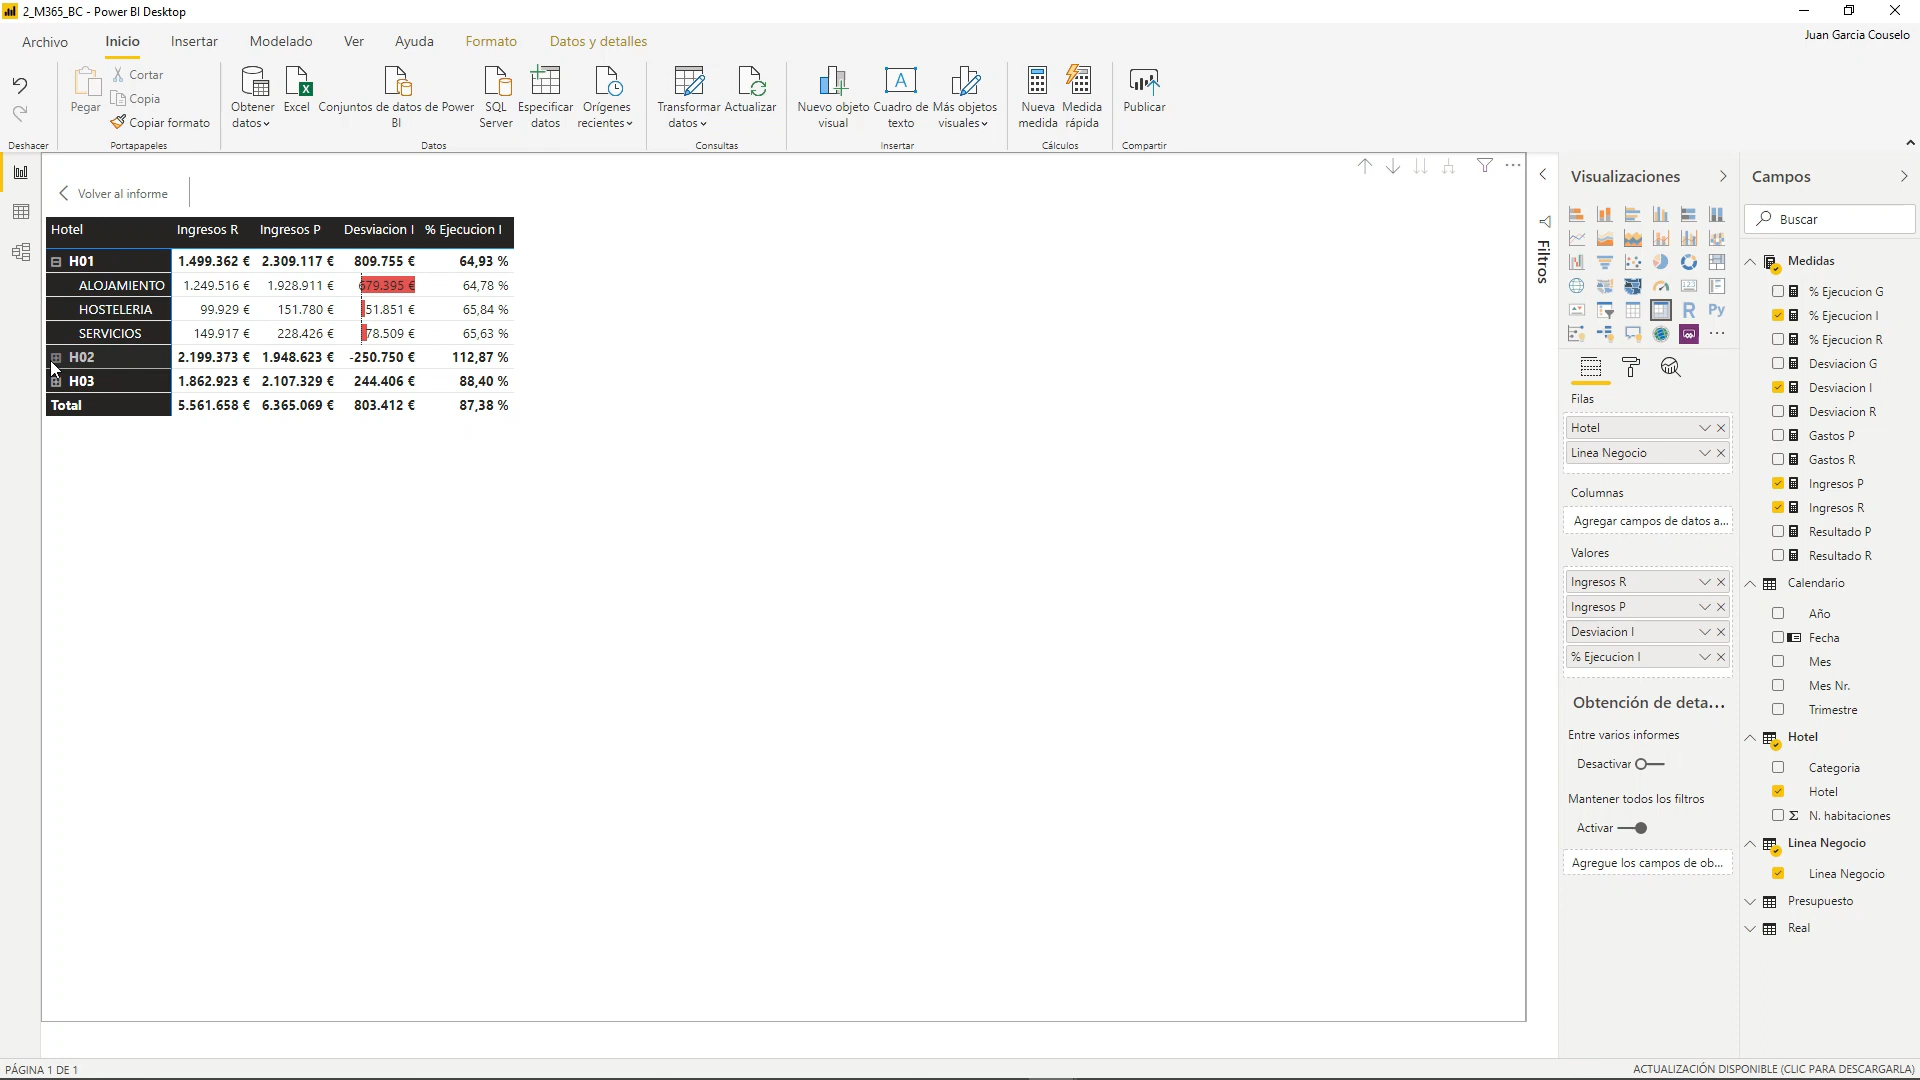 2_M365_BC - Power BI Desktop
Juan Garcia Couselo
Archivo Inicio Insertar Modelado Ver Ayuda Formato Datos y detalles
Pegar
Cortar
Copia
Copiar formato
Obtener datos
Excel
Conjuntos de datos de Power BI
SQL Server
Especificar datos
Orígenes recientes
Transformar datos
Actualizar
Nuevo objeto visual
Cuadro de texto
Más objetos visuales
Nueva medida
Medida rápida
Publicar
Deshacer Portapapeles Datos Consultas Insertar Cálculos Compartir
Volver al informe
Hotel Ingresos R Ingresos P Desviacion I % Ejecucion I
H01 1.499.362 € 2.309.117 € 809.755 € 64,93 %
ALOJAMIENTO 1.249.516 € 1.928.911 € 679.395 € 64,78 %
HOSTELERIA 99.929 € 151.780 € 51.851 € 65,84 %
SERVICIOS 149.917 € 228.426 € 78.509 € 65,63 %
H02 2.199.373 € 1.948.623 € -250.750 € 112,87 %
H03 1.862.923 € 2.107.329 € 244.406 € 88,40 %
Total 5.561.658 € 6.365.069 € 803.412 € 87,38 %
Filtros
Visualizaciones
R Py
Filas
Hotel
Linea Negocio
Columnas
Agregar campos de datos a...
Valores
Ingresos R
Ingresos P
Desviacion I
% Ejecucion I
Obtención de deta...
Entre varios informes
Desactivar
Mantener todos los filtros
Activar
Agregue los campos de ob...
Campos
Buscar
Medidas
% Ejecucion G
% Ejecucion I
% Ejecucion R
Desviacion G
Desviacion I
Desviacion R
Gastos P
Gastos R
Ingresos P
Ingresos R
Resultado P
Resultado R
Calendario
Año
Fecha
Mes
Mes Nr.
Trimestre
Hotel
Categoria
Hotel
Σ N. habitaciones
Linea Negocio
Linea Negocio
Presupuesto
Real
PÁGINA 1 DE 1
ACTUALIZACIÓN DISPONIBLE (CLIC PARA DESCARGARLA)